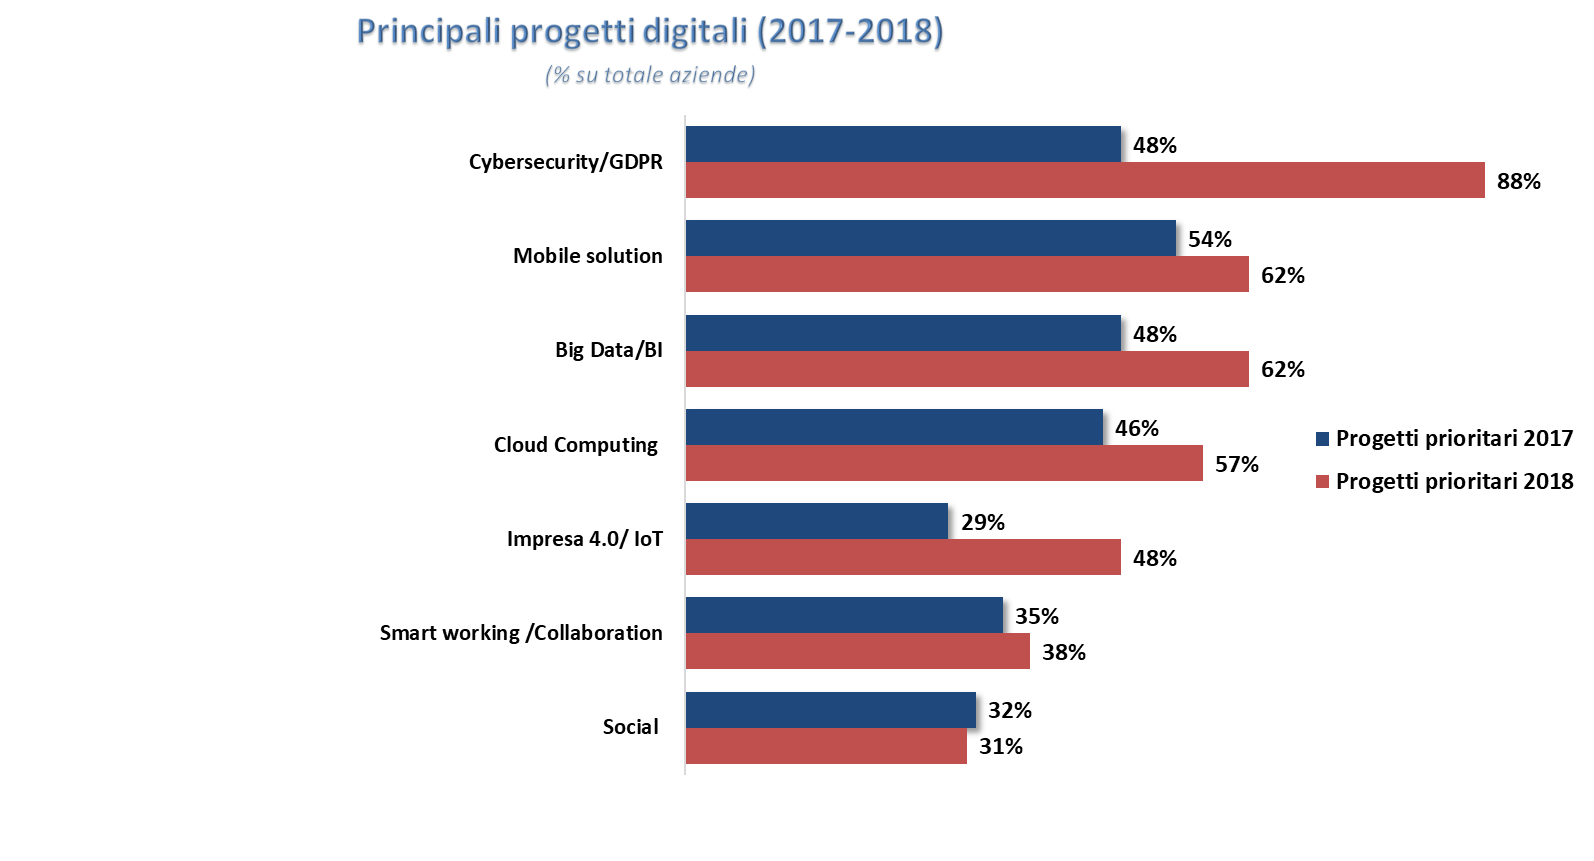 Principali progetti digitali (2017-2018)
(% su totale aziende)
Cybersecurity/GDPR
48%
88%
Mobile solution
54%
62%
Big Data/BI
48%
62%
Cloud Computing
46%
57%
Impresa 4.0/ IoT
29%
48%
Smart working /Collaboration
35%
38%
Social
32%
31%
Progetti prioritari 2017
Progetti prioritari 2018